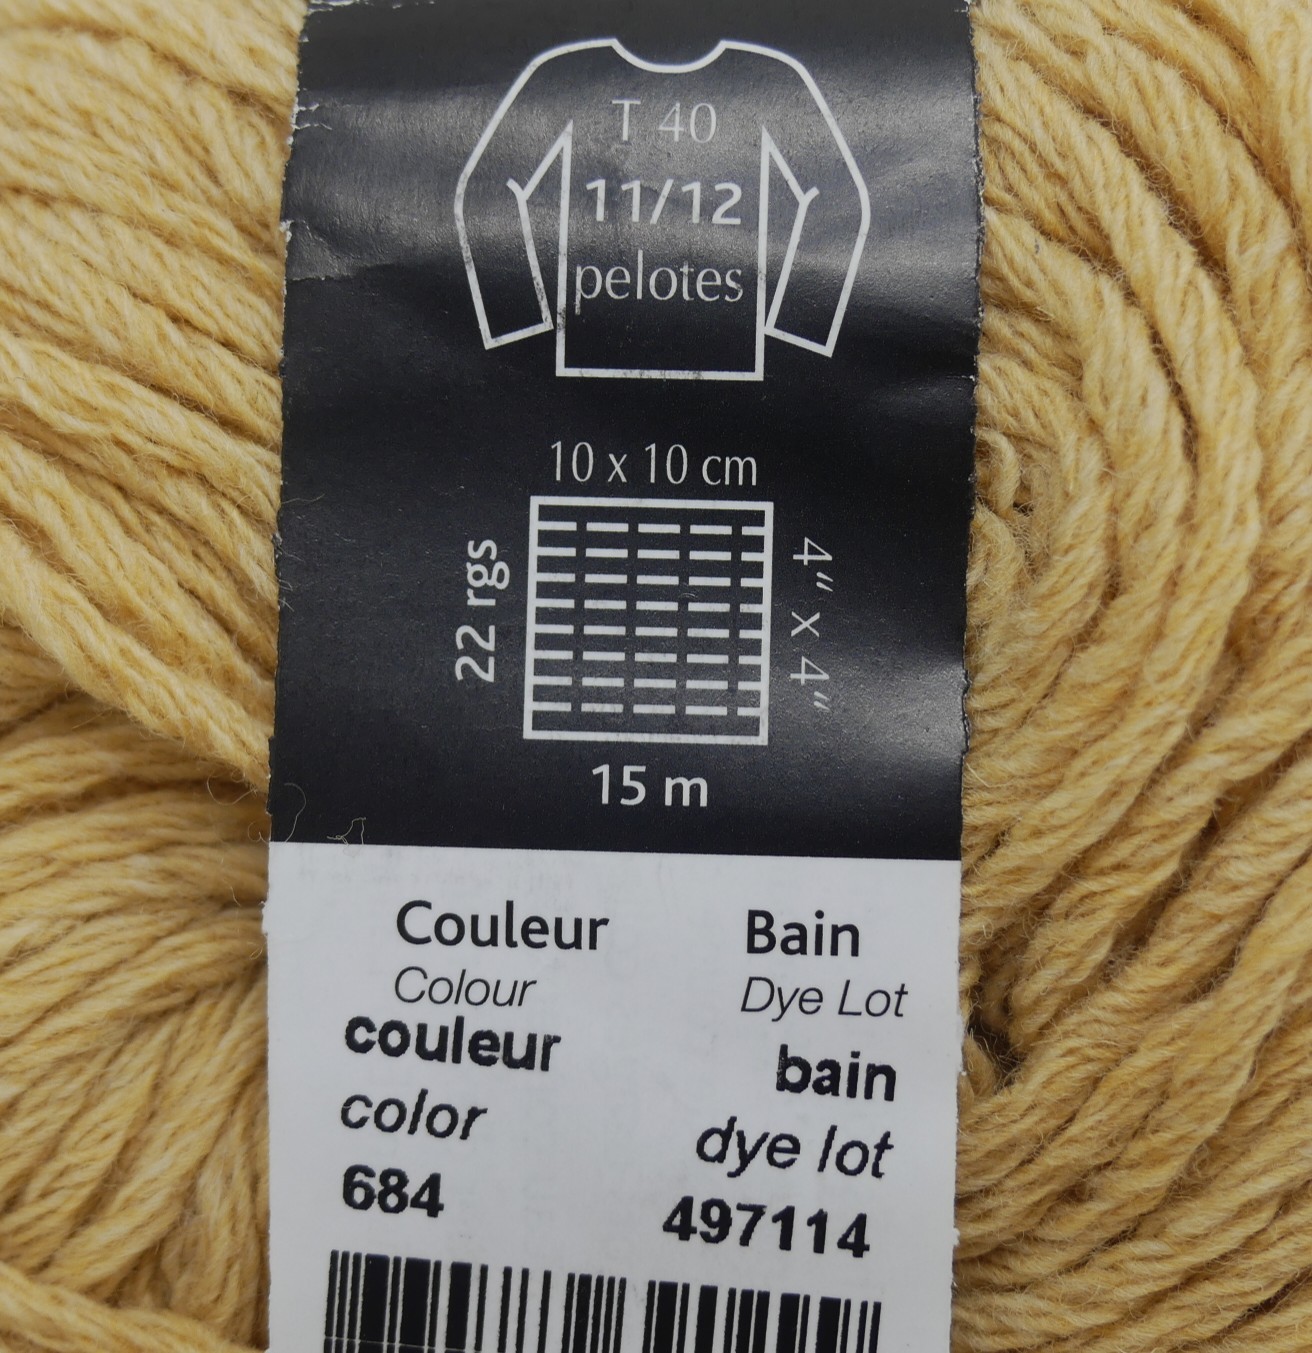 T 40
11/12
pelotes
10 x 10 cm
22 rgs
4" x 4"
15 m
Couleur
Bain
Colour
Dye Lot
couleur
bain
color
dye lot
684
497114